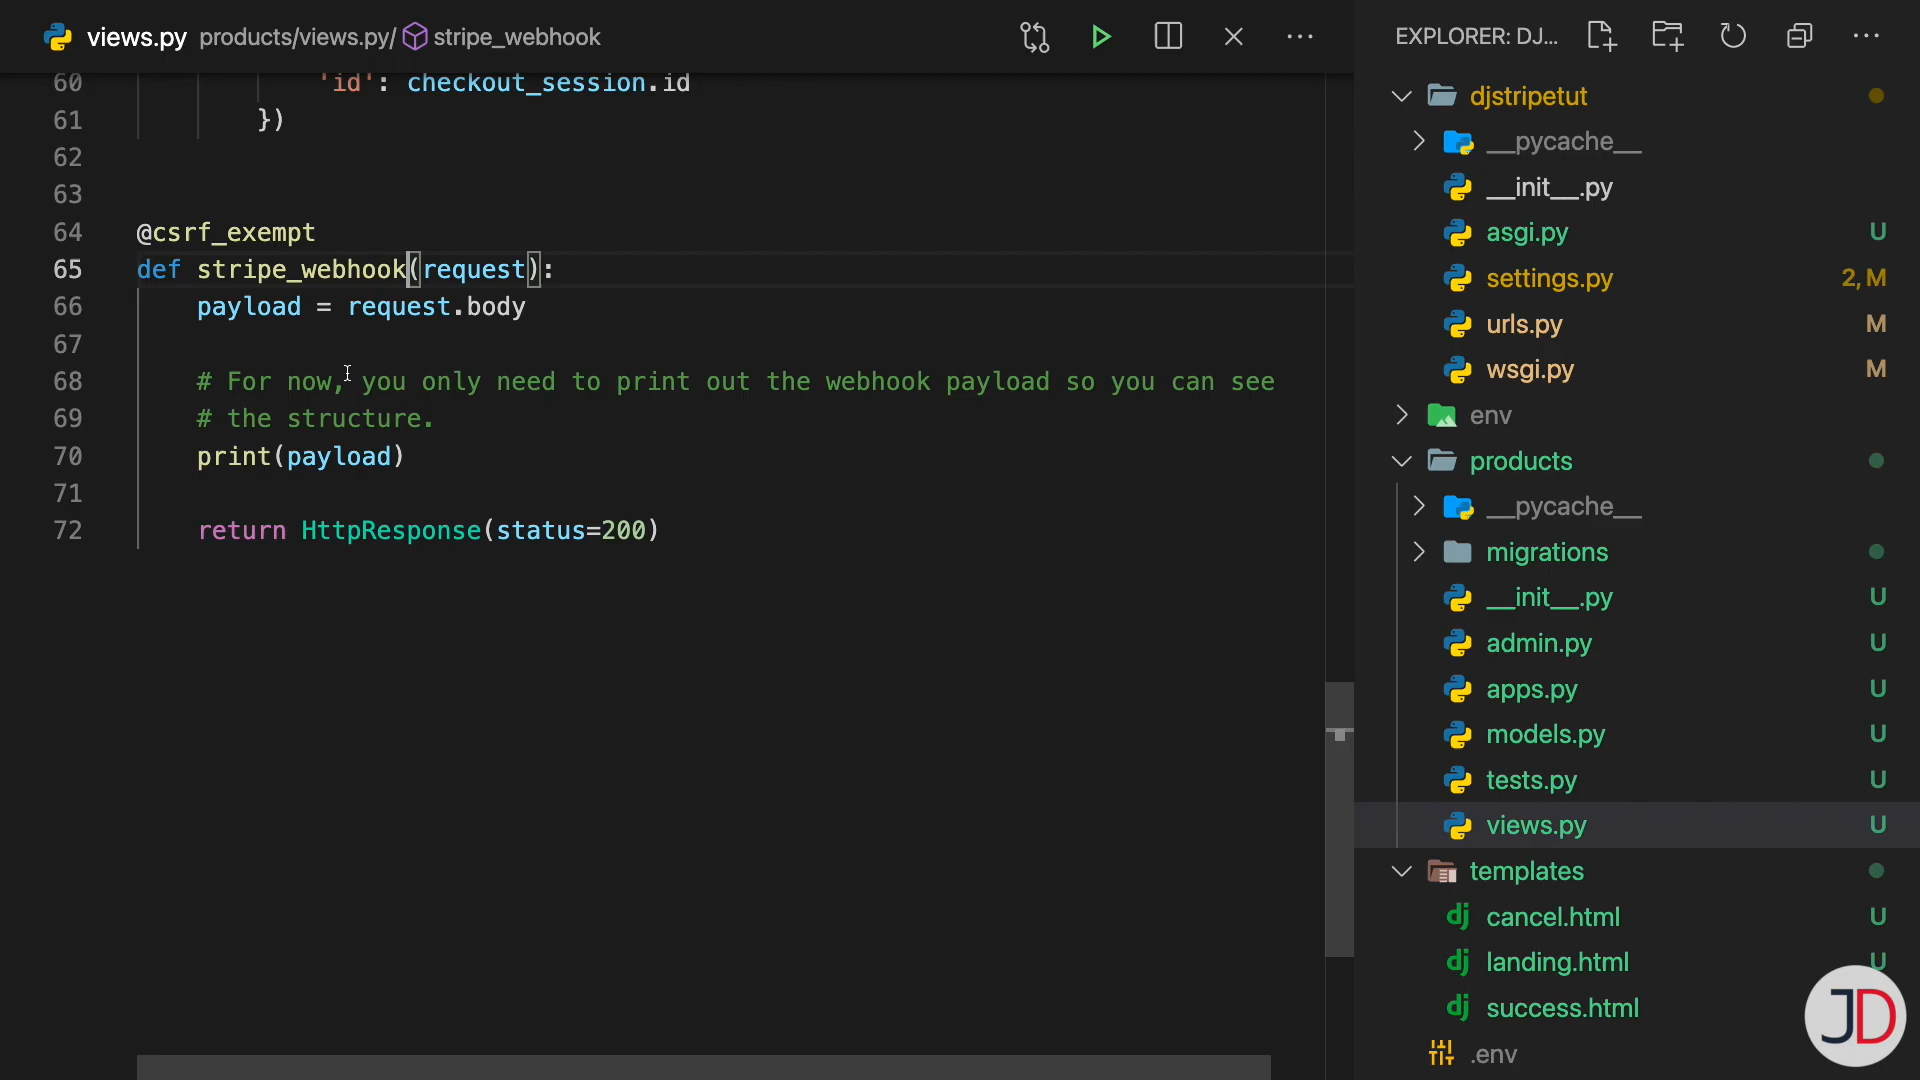 views.py products/views.py/ stripe_webhook
60 'id': checkout_session.id
61 })
62
63
64 @csrf_exempt
65 def stripe_webhook(request):
66 payload = request.body
67
68 # For now, you only need to print out the webhook payload so you can see
69 # the structure.
70 print(payload)
71
72 return HttpResponse(status=200)
EXPLORER: DJ...
djstripetut
__pycache__
__init__.py
asgi.py U
settings.py 2, M
urls.py M
wsgi.py M
env
products
__pycache__
migrations
__init__.py U
admin.py U
apps.py U
models.py U
tests.py U
views.py U
templates
dj cancel.html U
dj landing.html U
dj success.html
.env
JD